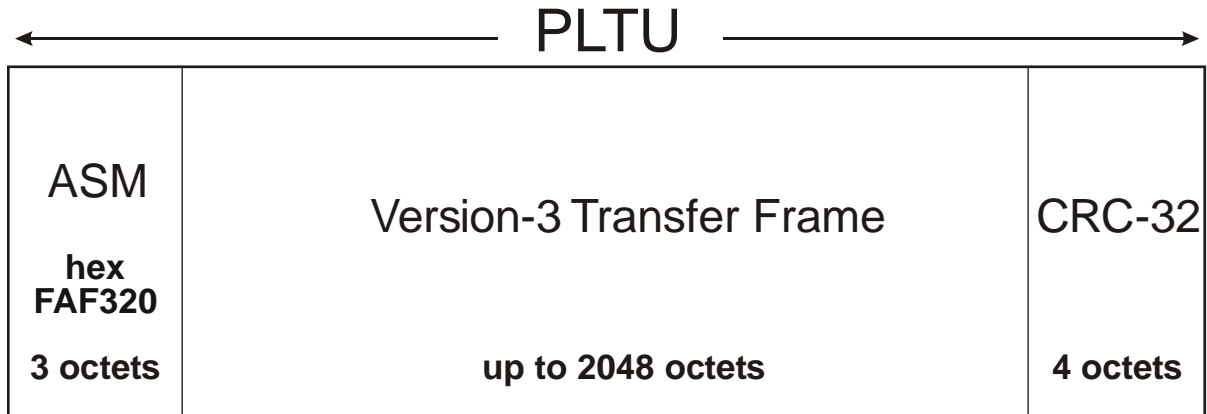 PLTU
ASM
hex
FAF320
3 octets
Version-3 Transfer Frame
up to 2048 octets
CRC-32
4 octets